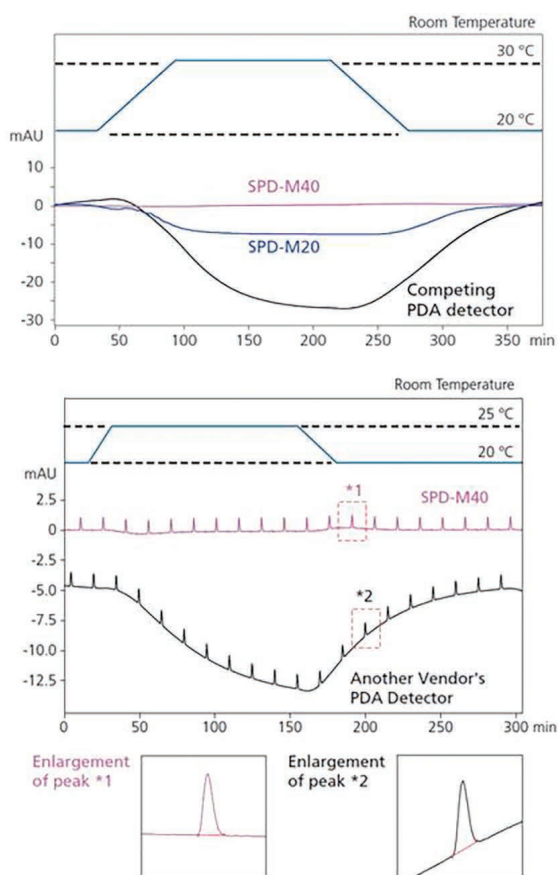 Room Temperature
30 °C
20 °C
mAU
10
0
-10
-20
-30
SPD-M40
SPD-M20
Competing
PDA detector
0 50 100 150 200 250 300 350 min
Room Temperature
25 °C
20 °C
mAU
2.5
0
-2.5
-5.0
-7.5
-10.0
-12.5
*1
SPD-M40
*2
Another Vendor's
PDA Detector
0 50 100 150 200 250 300 min
Enlargement
of peak *1
Enlargement
of peak *2